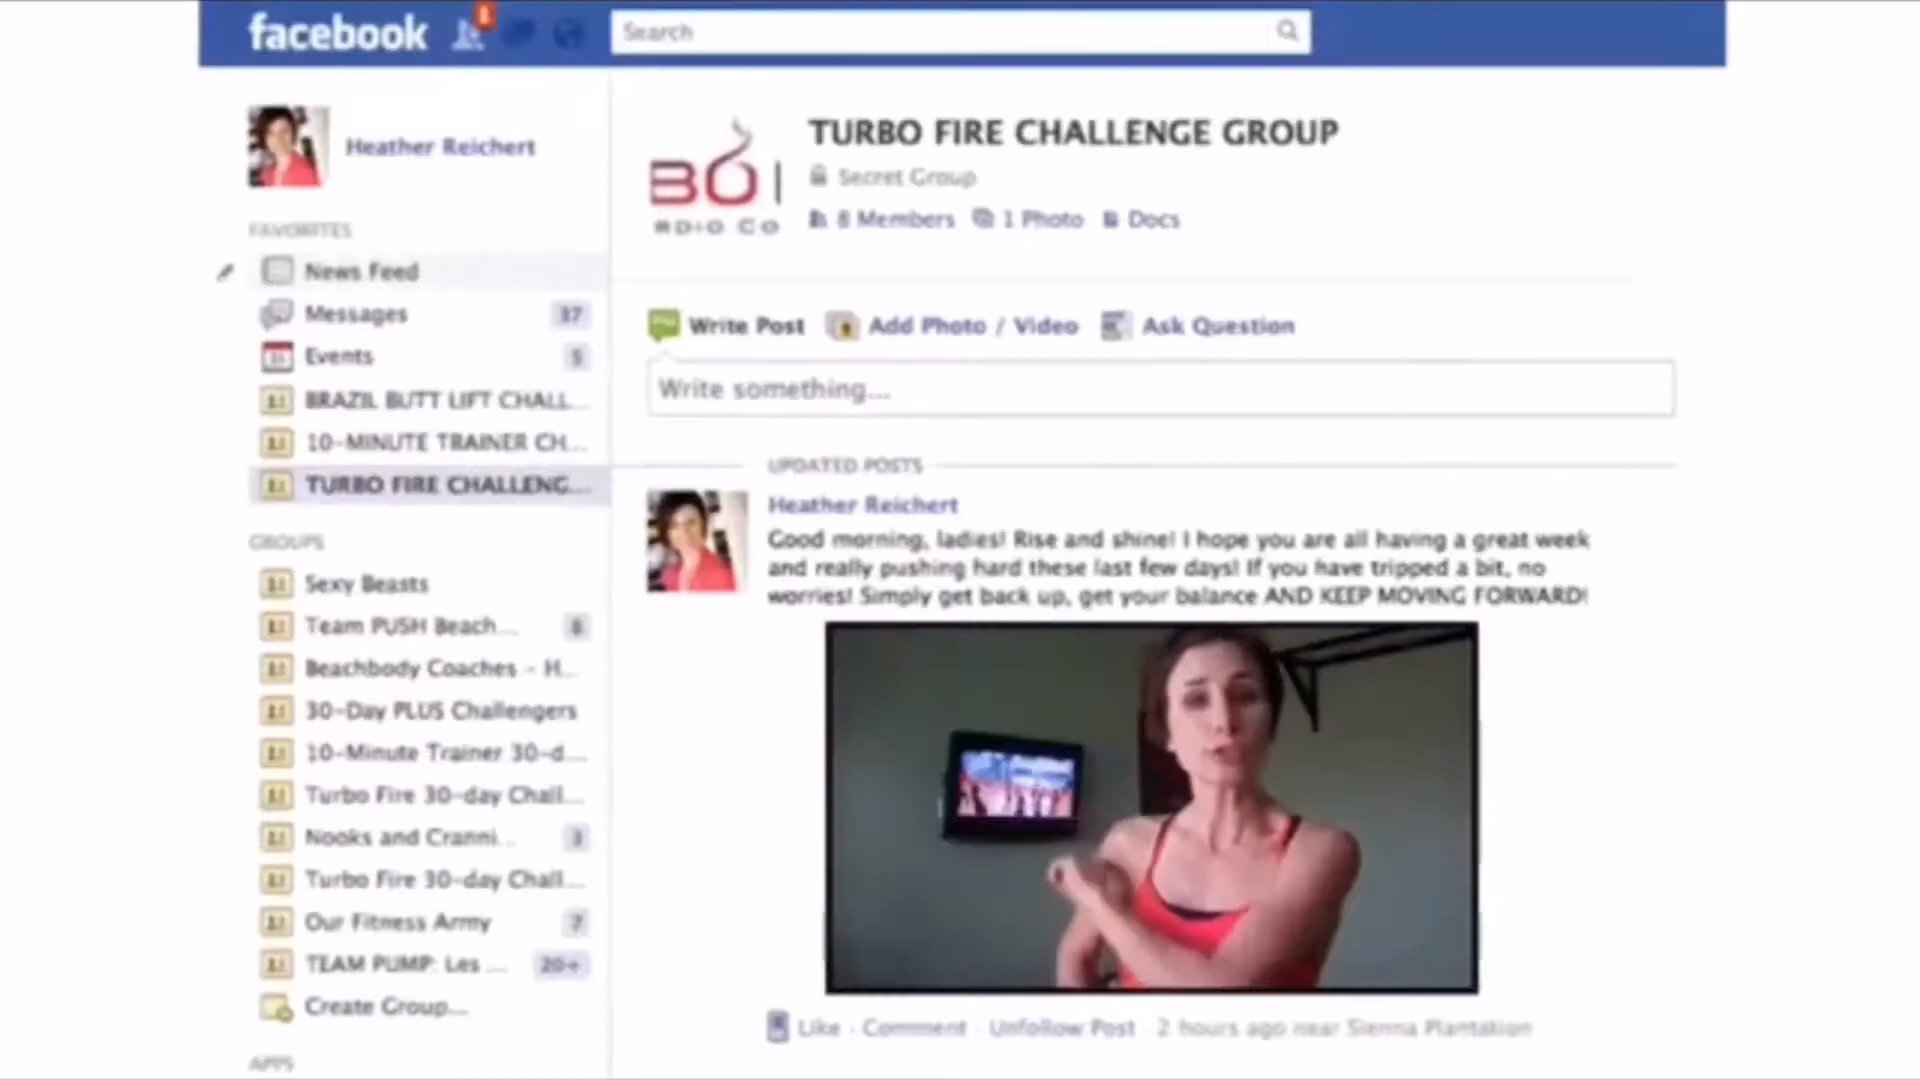 facebook
1
Search
Heather Reichert
FAVORITES
News Feed
Messages 37
Events 5
BRAZIL BUTT LIFT CHALL...
10-MINUTE TRAINER CH...
TURBO FIRE CHALLENG...
GROUPS
Sexy Beasts
Team PUSH Beach...
Beachbody Coaches - H...
30-Day PLUS Challengers
10-Minute Trainer 30-d...
Turbo Fire 30-day Chall...
Nooks and Cranni... 3
Turbo Fire 30-day Chall...
Our Fitness Army 7
TEAM PUMP: Les ... 20+
Create Group...
APPS
TURBO FIRE CHALLENGE GROUP
Secret Group
8 Members 1 Photo Docs
Write Post Add Photo / Video Ask Question
Write something...
UPDATED POSTS
Heather Reichert
Good morning, ladies! Rise and shine! I hope you are all having a great week
and really pushing hard these last few days! If you have tripped a bit, no
worries! Simply get back up, get your balance AND KEEP MOVING FORWARD!
Like · Comment · Unfollow Post · 2 hours ago near Sienna Plantation